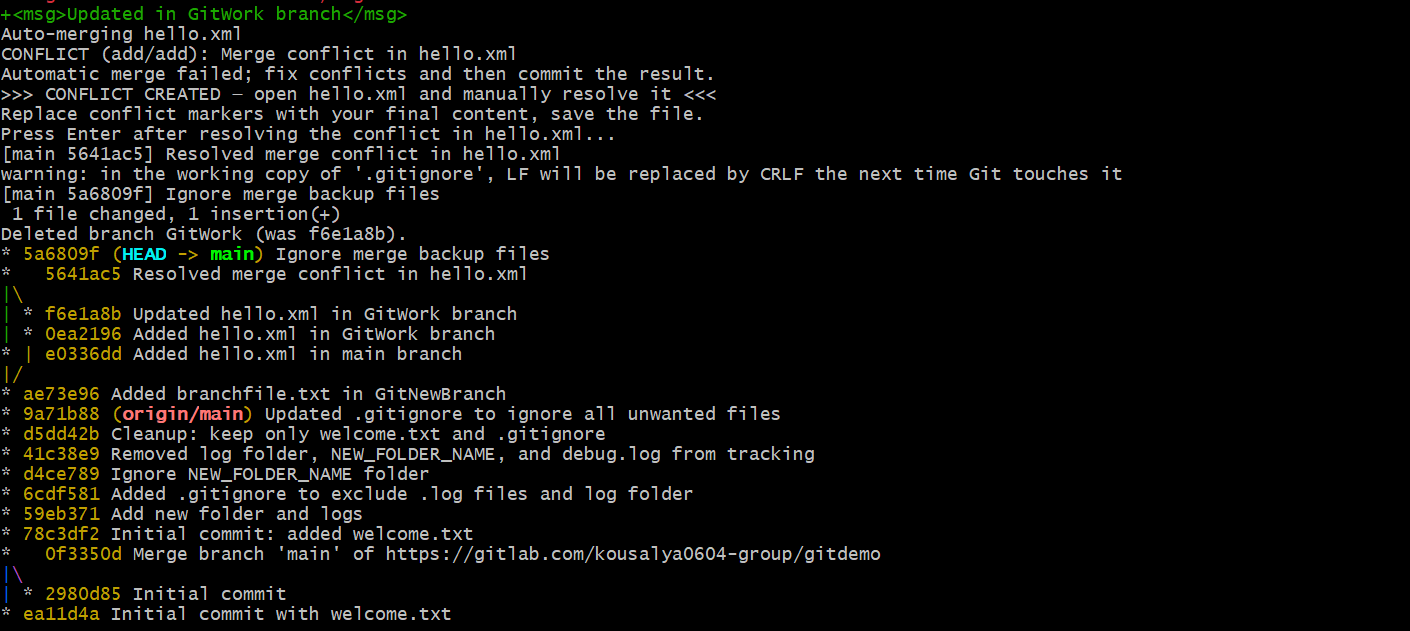 +<msg>Updated in GitWork branch</msg>
Auto-merging hello.xml
CONFLICT (add/add): Merge conflict in hello.xml
Automatic merge failed; fix conflicts and then commit the result.
>>> CONFLICT CREATED — open hello.xml and manually resolve it <<<
Replace conflict markers with your final content, save the file.
Press Enter after resolving the conflict in hello.xml...
[main 5641ac5] Resolved merge conflict in hello.xml
warning: in the working copy of '.gitignore', LF will be replaced by CRLF the next time Git touches it
[main 5a6809f] Ignore merge backup files
 1 file changed, 1 insertion(+)
Deleted branch GitWork (was f6e1a8b).
* 5a6809f (HEAD -> main) Ignore merge backup files
*   5641ac5 Resolved merge conflict in hello.xml
|\
| * f6e1a8b Updated hello.xml in GitWork branch
| * 0ea2196 Added hello.xml in GitWork branch
* | e0336dd Added hello.xml in main branch
|/
* ae73e96 Added branchfile.txt in GitNewBranch
* 9a71b88 (origin/main) Updated .gitignore to ignore all unwanted files
* d5dd42b Cleanup: keep only welcome.txt and .gitignore
* 41c38e9 Removed log folder, NEW_FOLDER_NAME, and debug.log from tracking
* d4ce789 Ignore NEW_FOLDER_NAME folder
* 6cdf581 Added .gitignore to exclude .log files and log folder
* 59eb371 Add new folder and logs
* 78c3df2 Initial commit: added welcome.txt
*   0f3350d Merge branch 'main' of https://gitlab.com/kousalya0604-group/gitdemo
|\
| * 2980d85 Initial commit
* ea11d4a Initial commit with welcome.txt